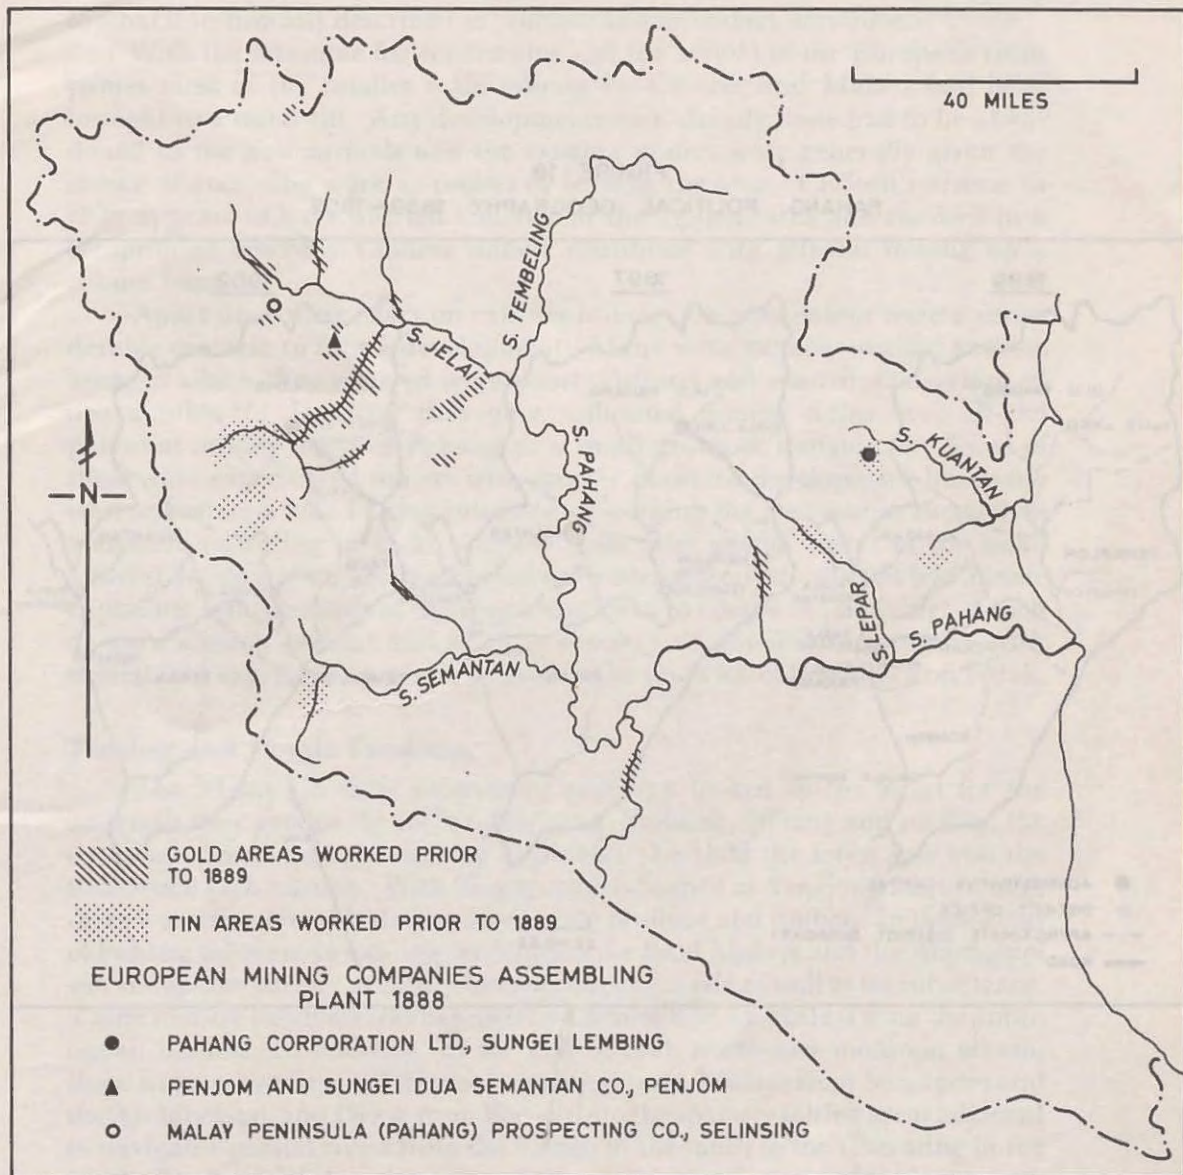 40 MILES
S. TEMBELING
S. JELAI
S. PAHANG
S. KUANTAN
N
S. LEPAR
S. PAHANG
S. SEMANTAN
GOLD AREAS WORKED PRIOR
TO 1889
TIN AREAS WORKED PRIOR TO 1889
EUROPEAN MINING COMPANIES ASSEMBLING
PLANT 1888
PAHANG CORPORATION LTD., SUNGEI LEMBING
PENJOM AND SUNGEI DUA SEMANTAN CO., PENJOM
MALAY PENINSULA (PAHANG) PROSPECTING CO., SELINSING